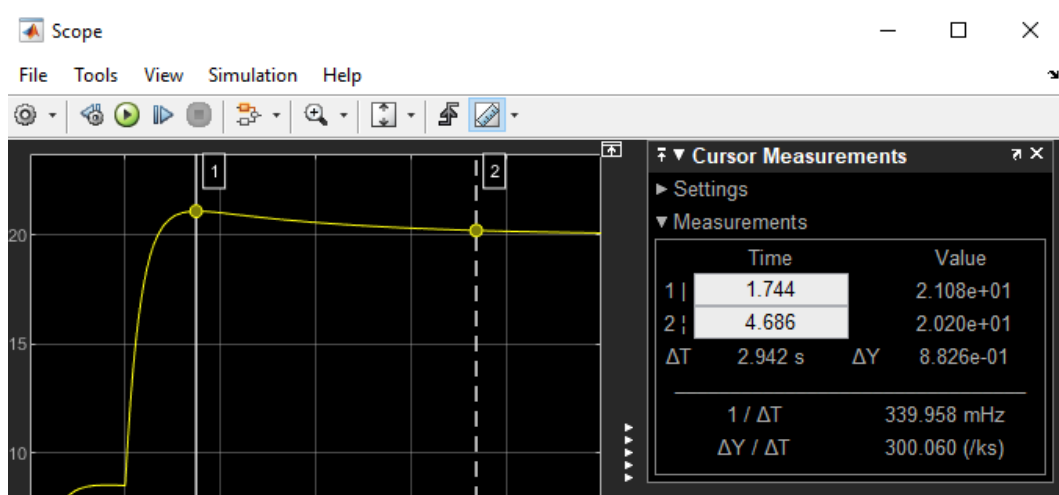 Scope
File Tools View Simulation Help
1
2
20
15
10
Cursor Measurements
Settings
Measurements
Time Value
1 | 1.744 2.108e+01
2 ¦ 4.686 2.020e+01
ΔT 2.942 s ΔY 8.826e-01
1 / ΔT 339.958 mHz
ΔY / ΔT 300.060 (/ks)